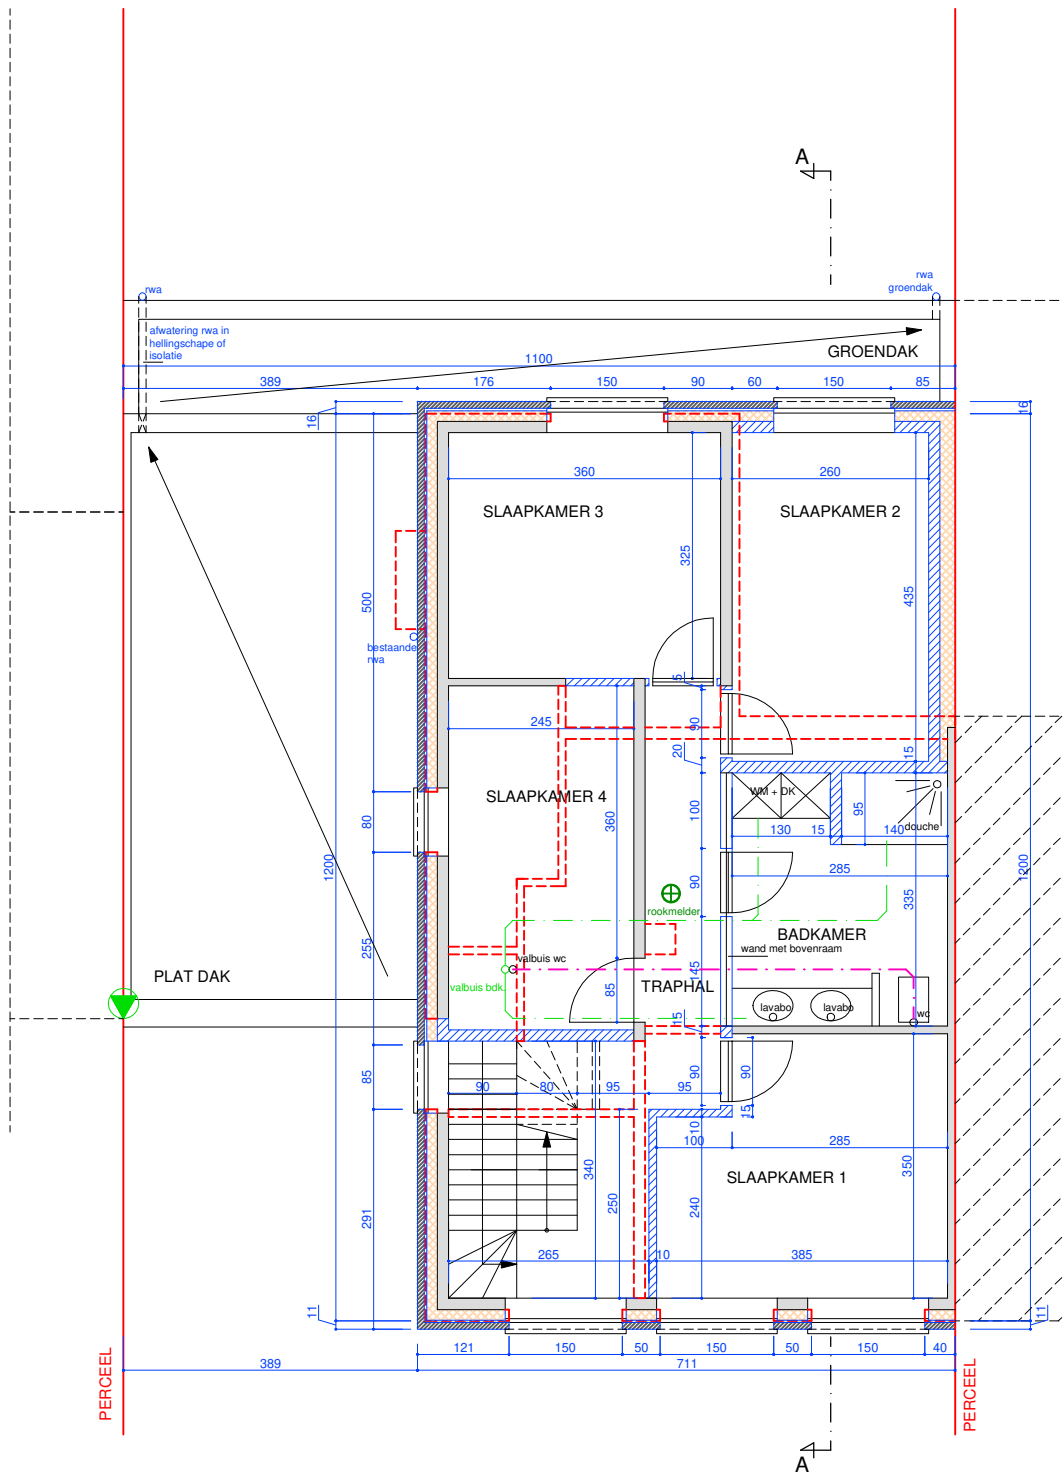 A
rwa
rwa
groendak
afwatering rwa in
hellingschape of
isolatie
GROENDAK
1100
389
176
150
90
60
150
85
16
16
360
260
SLAAPKAMER 3
SLAAPKAMER 2
325
435
500
bestaande
rwa
5
90
245
20
15
SLAAPKAMER 4
WM + DK
360
100
95
douche
80
130
15
140
1200
285
1200
90
335
rookmelder
BADKAMER
wand met bovenraam
255
valbuis wc
145
PLAT DAK
valbuis bdk.
85
TRAPHAL
lavabo
lavabo
wc
15
90
90
85
90
80
95
95
15
10
100
285
340
350
SLAAPKAMER 1
250
240
291
265
10
385
11
11
121
150
50
150
50
150
40
389
711
PERCEEL
PERCEEL
A